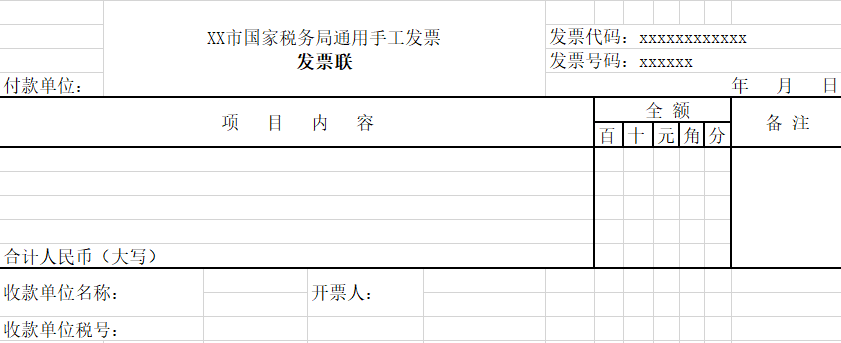 XX市国家税务局通用手工发票
发票联
发票代码：xxxxxxxxxxxx
发票号码：xxxxxx
付款单位：
年 月 日
项 目 内 容
全 额
备 注
百 十 元 角 分
合计人民币（大写）
收款单位名称：
开票人：
收款单位税号：